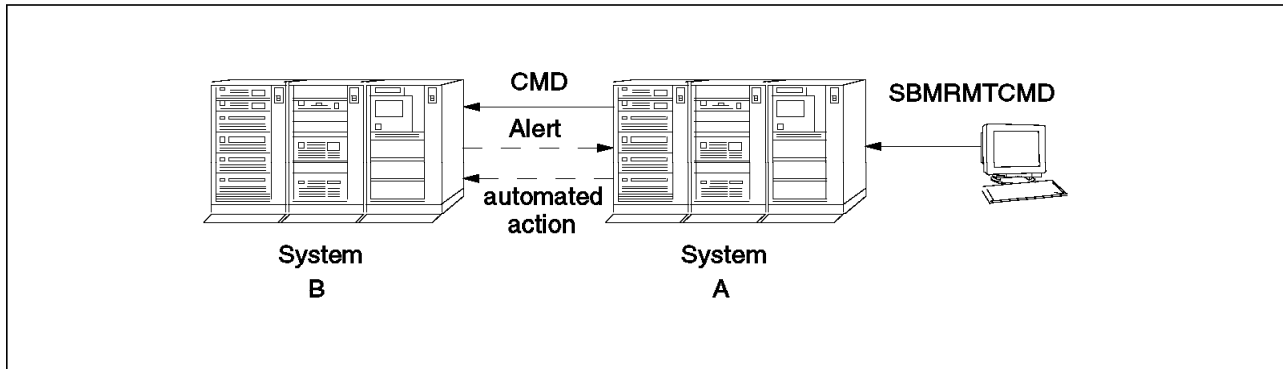 CMD
SBMRMTCMD
Alert
automated
action
System
B
System
A